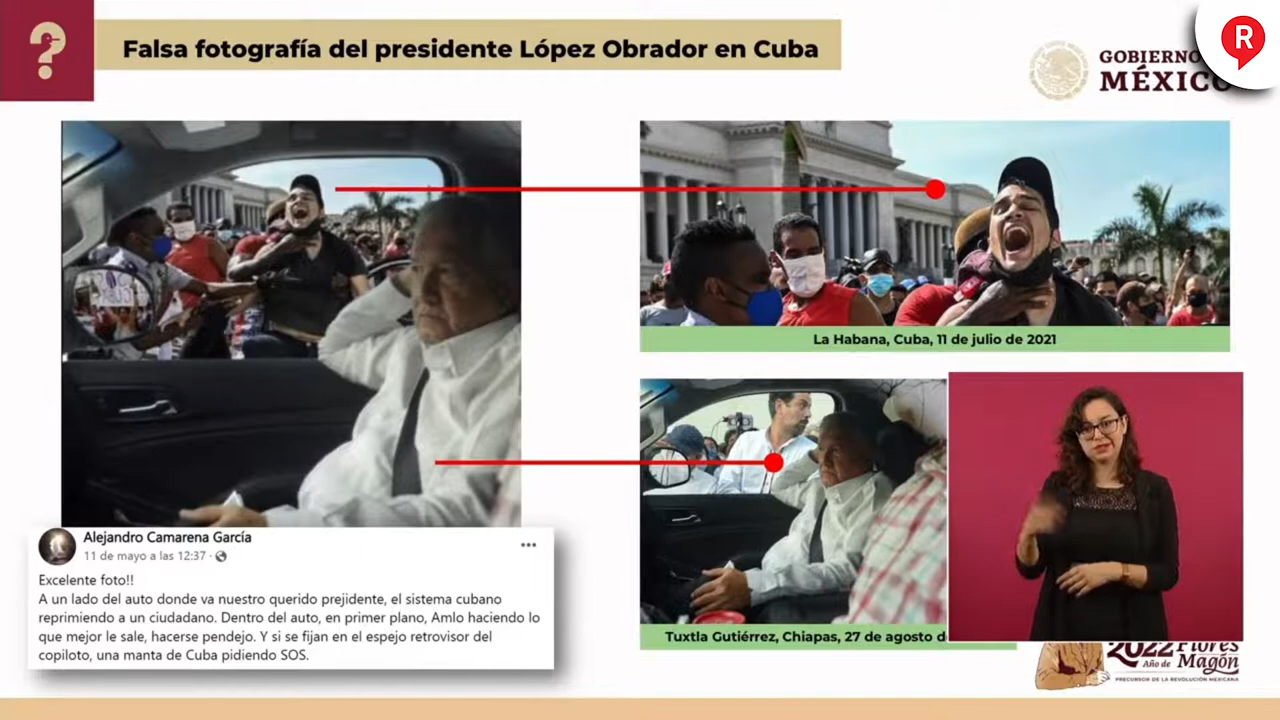 Falsa fotografía del presidente López Obrador en Cuba
GOBIERNO
MÉXICO
R
La Habana, Cuba, 11 de julio de 2021
Alejandro Camarena García
11 de mayo a las 12:37 ·
Excelente foto!!
A un lado del auto donde va nuestro querido prejidente, el sistema cubano
reprimiendo a un ciudadano. Dentro del auto, en primer plano, Amlo haciendo lo
que mejor le sale, hacerse pendejo. Y si se fijan en el espejo retrovisor del
copiloto, una manta de Cuba pidiendo SOS.
Tuxtla Gutiérrez, Chiapas, 27 de agosto
2022 Flores
Año de Magón
PRECURSOR DE LA REVOLUCIÓN MEXICANA